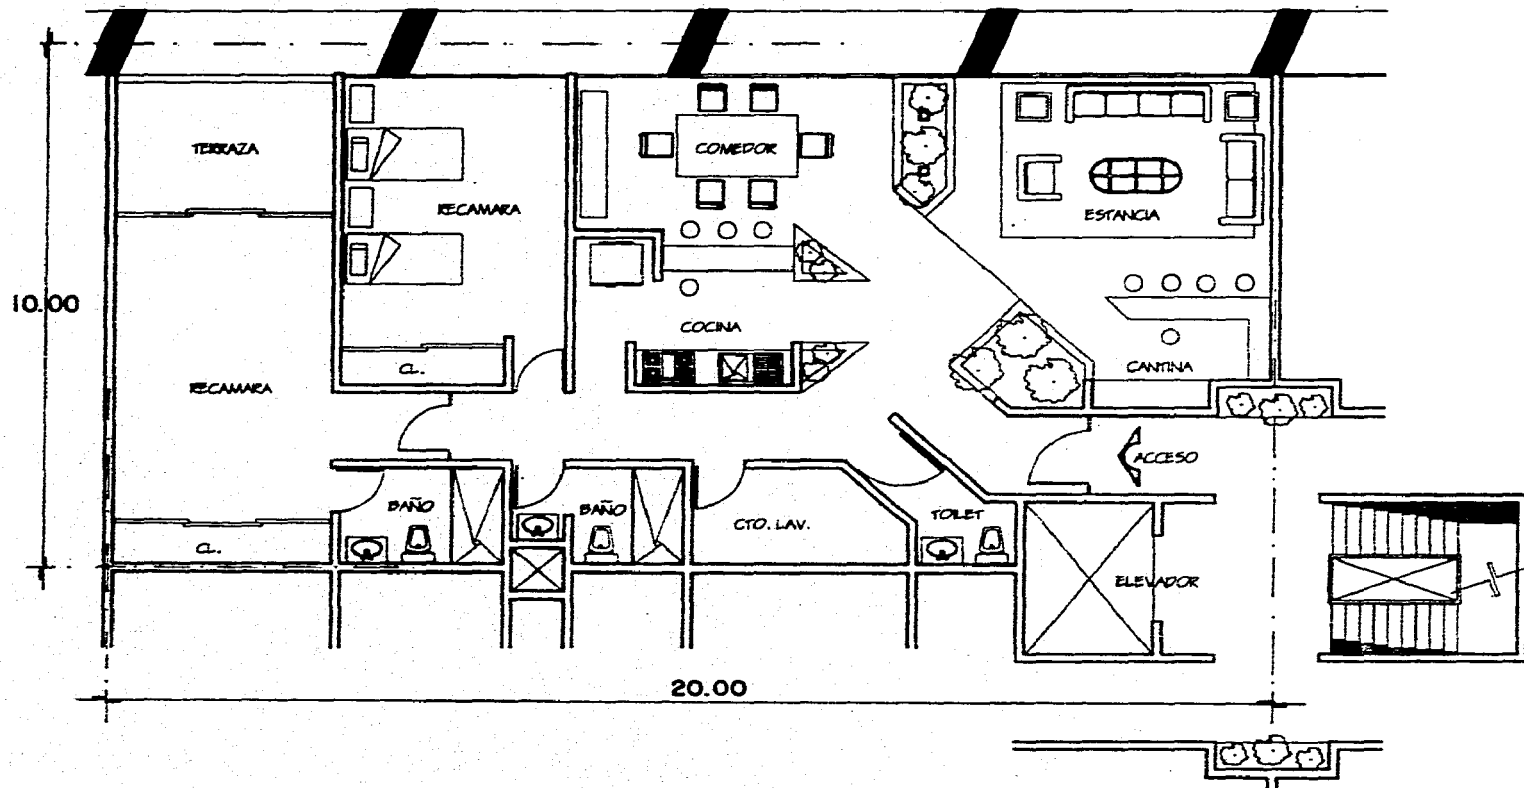 TERRAZA
COMEDOR
RECAMARA
ESTANCIA
10.00
COCINA
CL.
CANTINA
RECAMARA
ACCESO
BAÑO
BAÑO
CTO. LAV.
TOILET
CL.
ELEVADOR
20.00